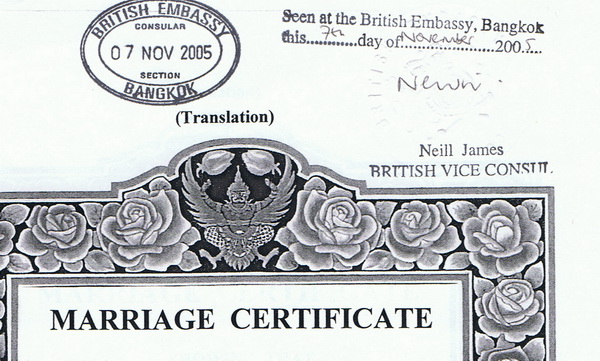 BRITISH EMBASSY
CONSULAR
07 NOV 2005
SECTION
BANGKOK
Seen at the British Embassy, Bangkok
this....7th....day of November....2005...
(Translation)
Neill James
BRITISH VICE CONSUL
MARRIAGE CERTIFICATE